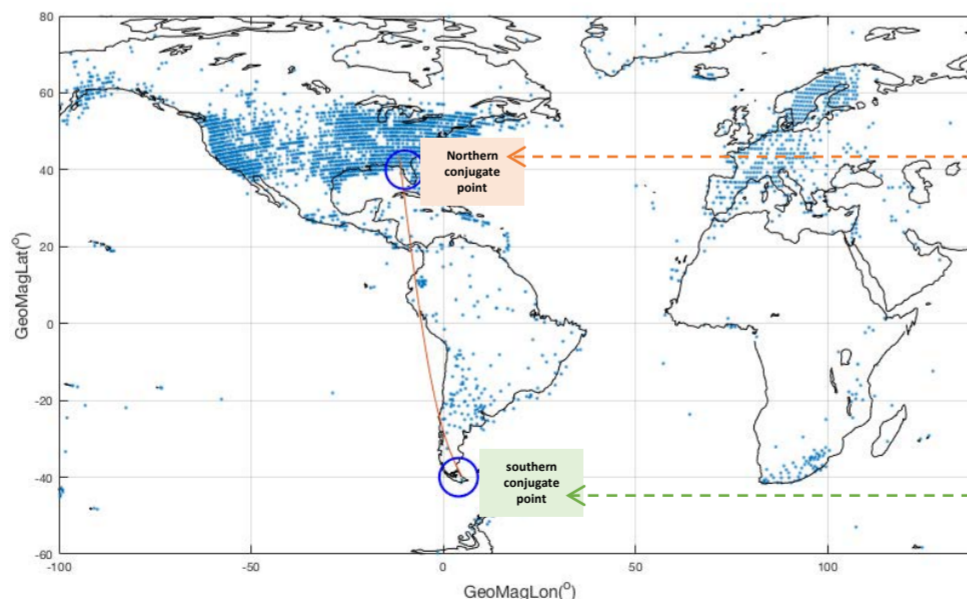 80
60
40
20
0
-20
-40
-60
GeoMagLat(°)
Northern
conjugate
point
southern
conjugate
point
-100
-50
0
50
100
GeoMagLon(°)